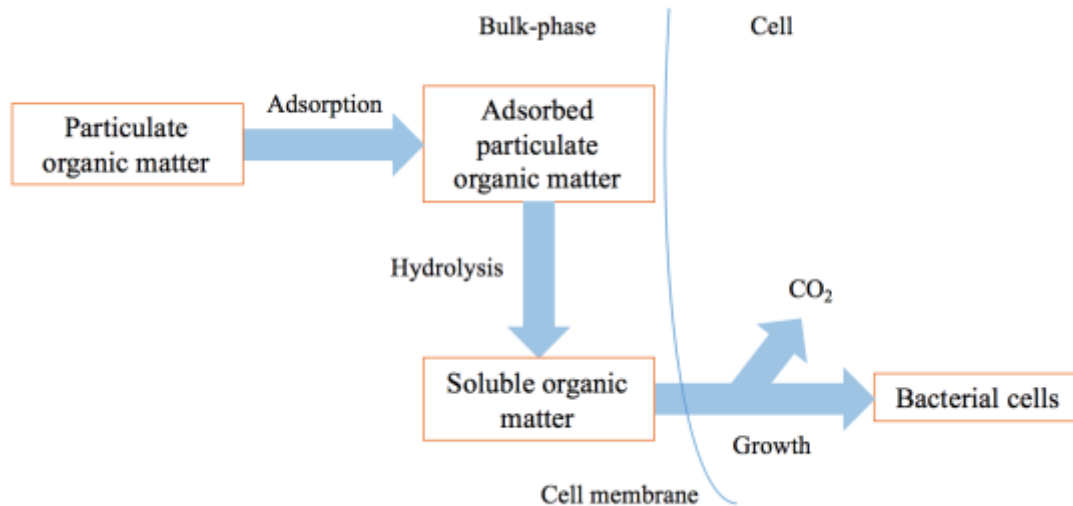 Bulk-phase
Cell
Adsorption
Particulate
organic matter
Adsorbed
particulate
organic matter
Hydrolysis
CO₂
Soluble organic
matter
Bacterial cells
Growth
Cell membrane